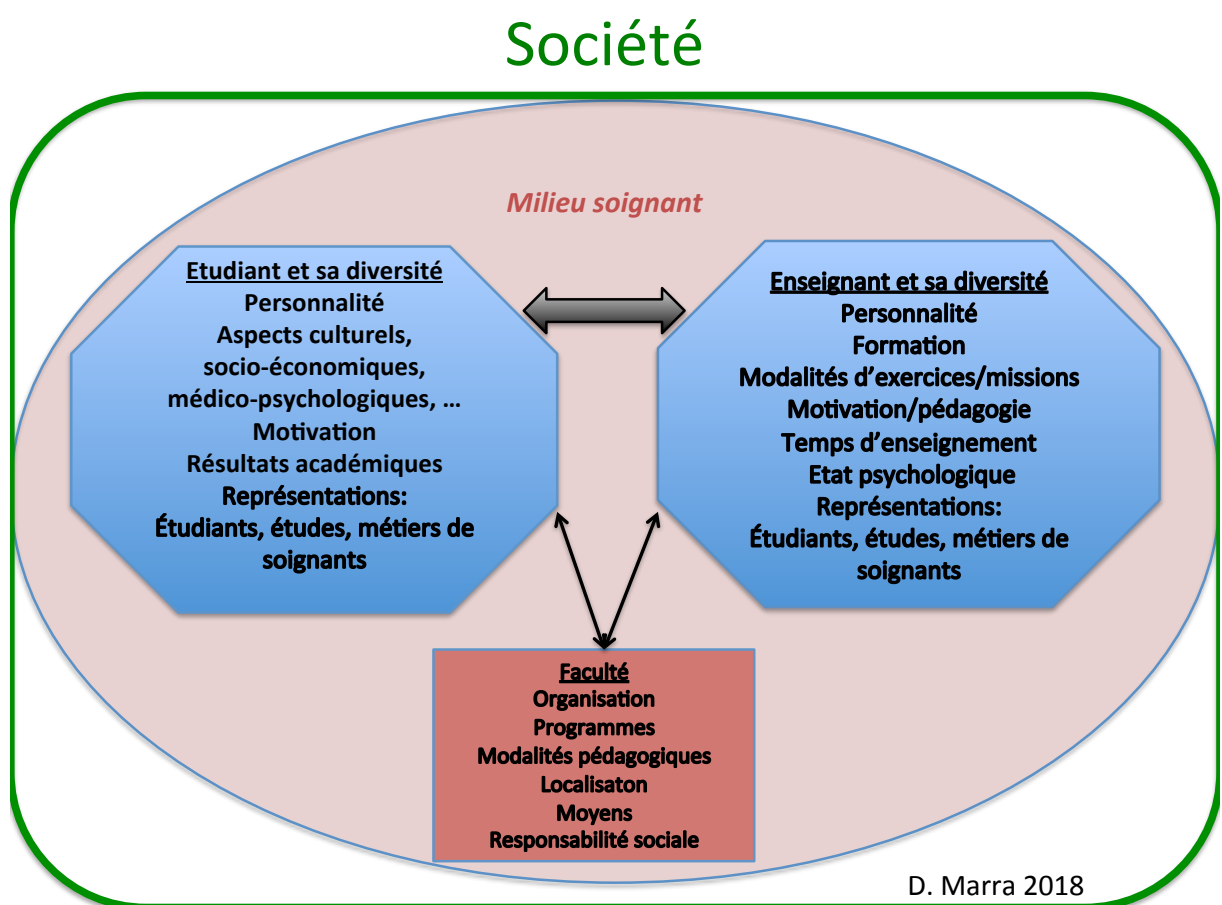 Société
Milieu soignant
Etudiant et sa diversité
Personnalité
Aspects culturels,
socio-économiques,
médico-psychologiques, ...
Motivation
Résultats académiques
Représentations:
Étudiants, études, métiers de
soignants
Enseignant et sa diversité
Personnalité
Formation
Modalités d'exercices/missions
Motivation/pédagogie
Temps d'enseignement
Etat psychologique
Représentations:
Étudiants, études, métiers de
soignants
Faculté
Organisation
Programmes
Modalités pédagogiques
Localisaton
Moyens
Responsabilité sociale
D. Marra 2018